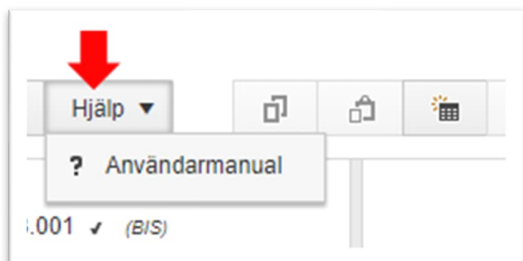 Hjälp ▼
? Användarmanual
.001 ✔ (BIS)